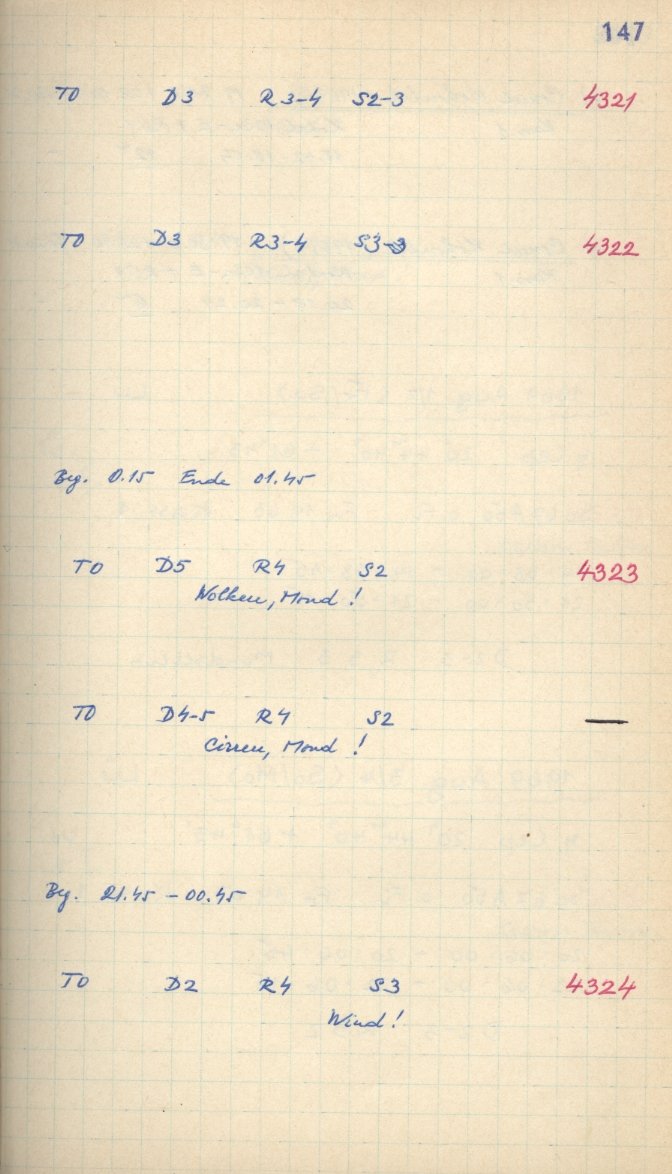 147
TO D3 R3-4 S2-3 4321
TO D3 R3-4 S3 4322
Beg. 0.15 Ende 01.45
TO D5 R4 S2 4323
Wolken, Mond!
TO D4-5 R4 S2 —
Cirren, Mond!
Beg. 21.45 - 00.45
TO D2 R4 S3 4324
Wind!